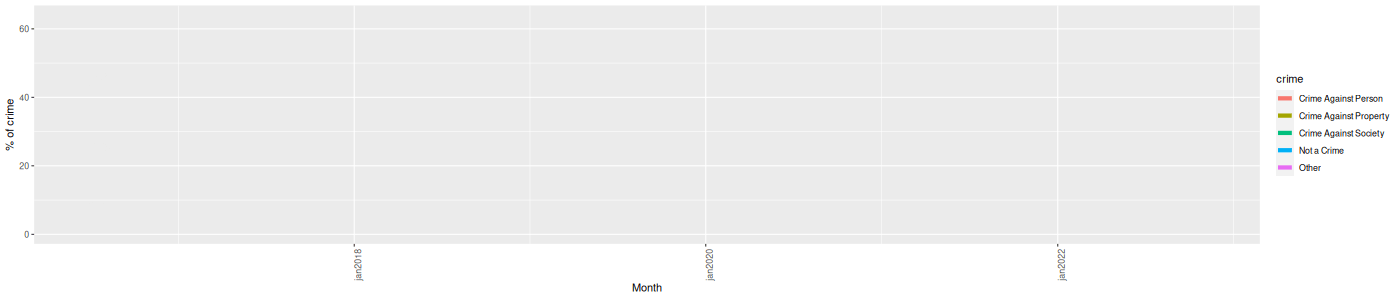 % of crime
60
40
20
0
jan2018
jan2020
jan2022
Month
crime
Crime Against Person
Crime Against Property
Crime Against Society
Not a Crime
Other